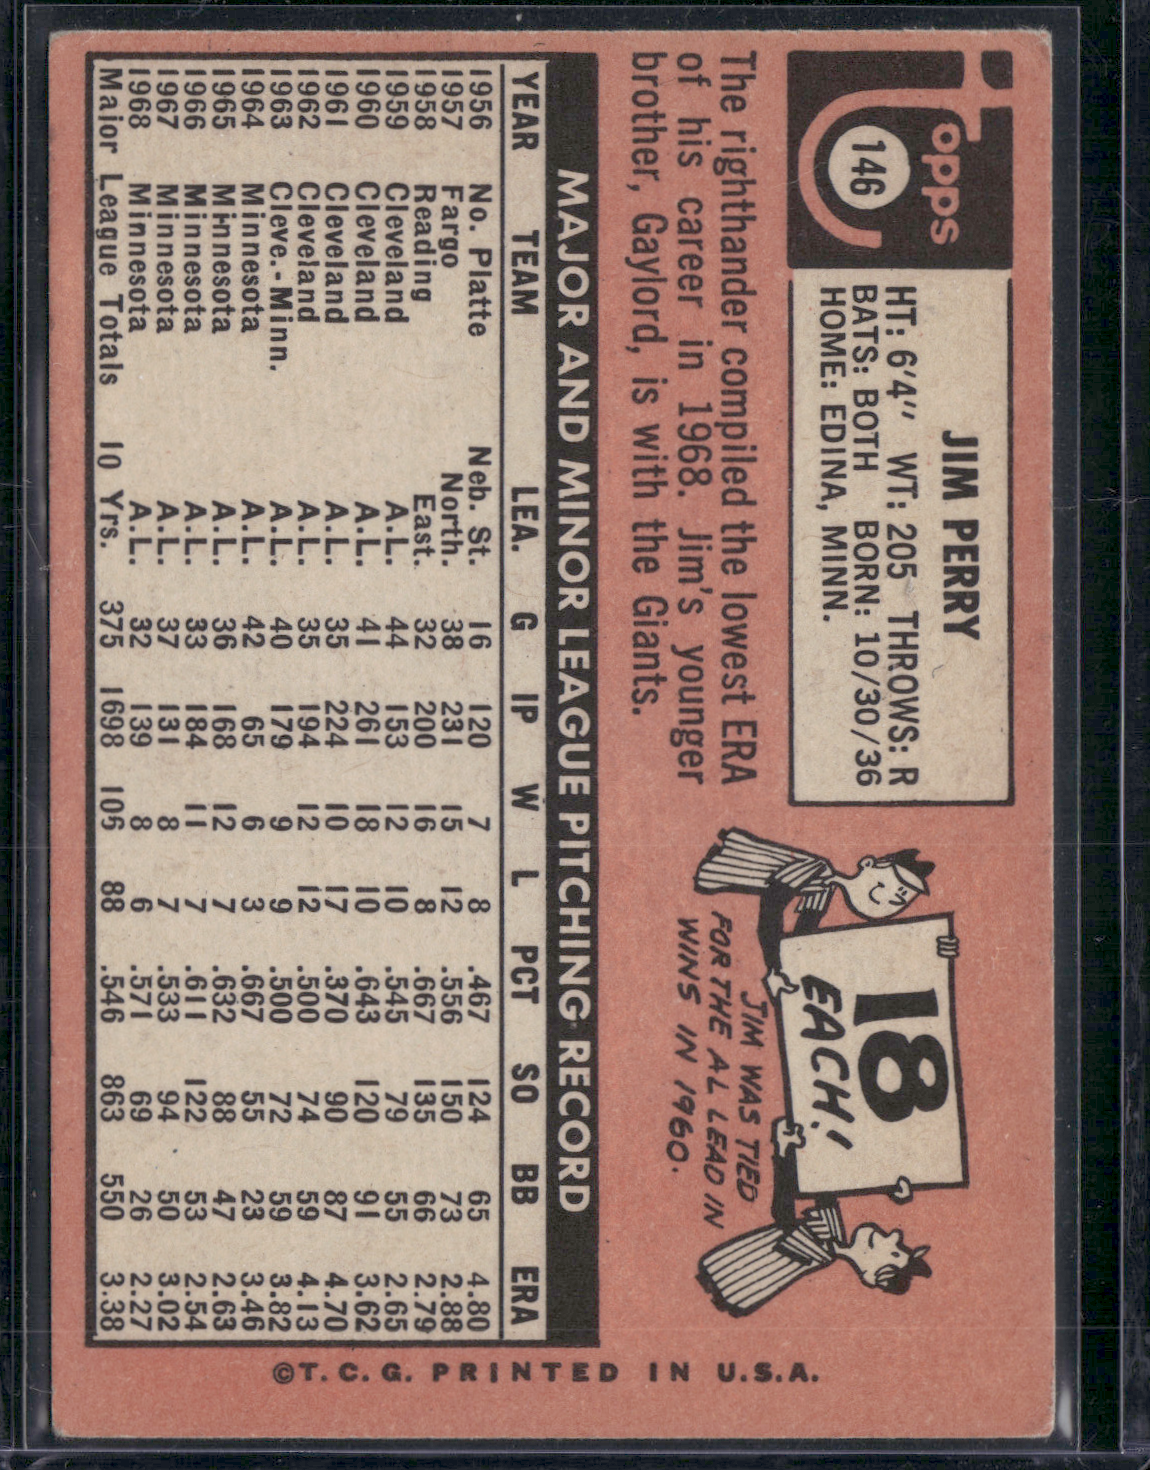 Topps
146
JIM PERRY
HT: 6'4" WT: 205 THROWS: R
BATS: BOTH BORN: 10/30/36
HOME: EDINA, MINN.
The righthander compiled the lowest ERA
of his career in 1968. Jim's younger
brother, Gaylord, is with the Giants.
18
EACH!
JIM WAS TIED
FOR THE AL LEAD IN
WINS IN 1960.
MAJOR AND MINOR LEAGUE PITCHING RECORD
YEAR TEAM LEA. G IP W L PCT SO BB ERA
1956 No. Platte Neb. St. 16 120 7 8 .467 124 65 4.80
1957 Fargo North. 38 231 15 12 .556 150 73 2.88
1958 Reading East. 32 200 16 8 .667 135 66 2.79
1959 Cleveland A.L. 44 153 12 10 .545 79 55 2.65
1960 Cleveland A.L. 41 261 18 10 .643 120 91 3.62
1961 Cleveland A.L. 35 224 10 17 .370 90 87 4.70
1962 Cleveland A.L. 35 194 12 12 .500 74 59 4.13
1963 Cleve.-Minn. A.L. 40 179 9 9 .500 72 59 3.82
1964 Minnesota A.L. 42 65 6 3 .667 55 23 3.46
1965 Minnesota A.L. 36 168 12 7 .632 88 47 2.63
1966 Minnesota A.L. 33 184 11 7 .611 122 53 2.54
1967 Minnesota A.L. 37 131 8 7 .533 94 50 3.02
1968 Minnesota A.L. 32 139 8 6 .571 69 26 2.27
Major League Totals 10 Yrs. 375 1698 106 88 .546 863 550 3.38
©T.C.G. PRINTED IN U.S.A.